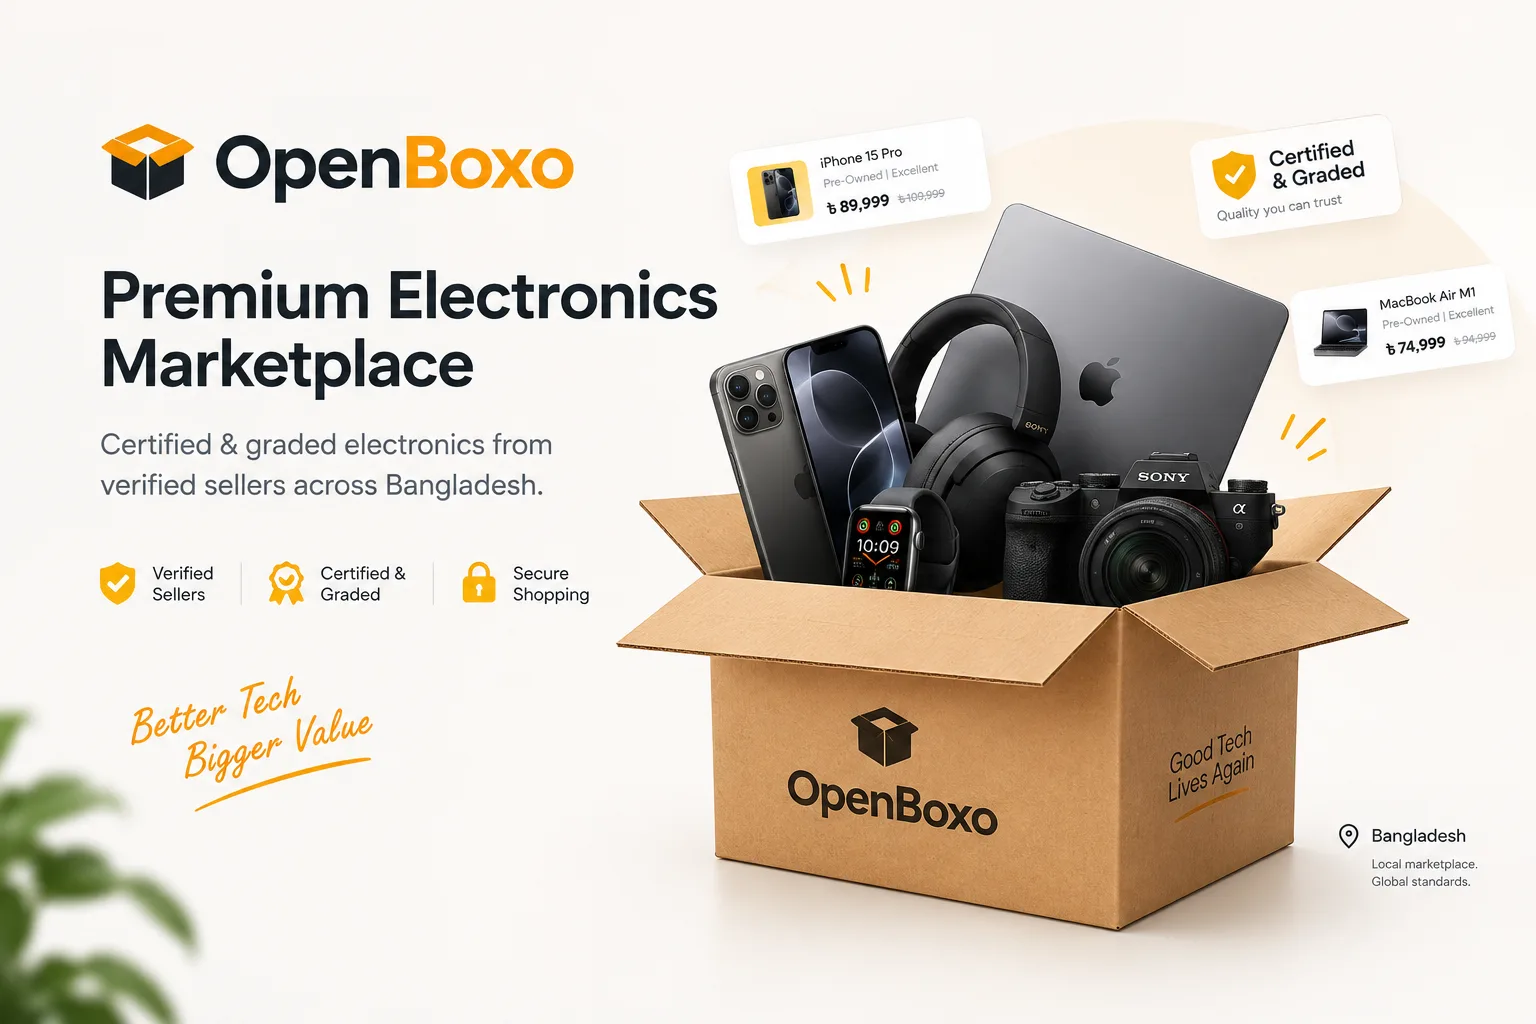 OpenBoxo
Premium Electronics
Marketplace
Certified & graded electronics from
verified sellers across Bangladesh.
Verified
Sellers
Certified &
Graded
Secure
Shopping
Better Tech
Bigger Value
iPhone 15 Pro
Pre-Owned | Excellent
৳ 89,999 ৳ 109,999
Certified
& Graded
Quality you can trust
MacBook Air M1
Pre-Owned | Excellent
৳ 74,999 ৳ 94,999
SONY
SONY
α
10:09
OpenBoxo
Good Tech
Lives Again
Bangladesh
Local marketplace.
Global standards.